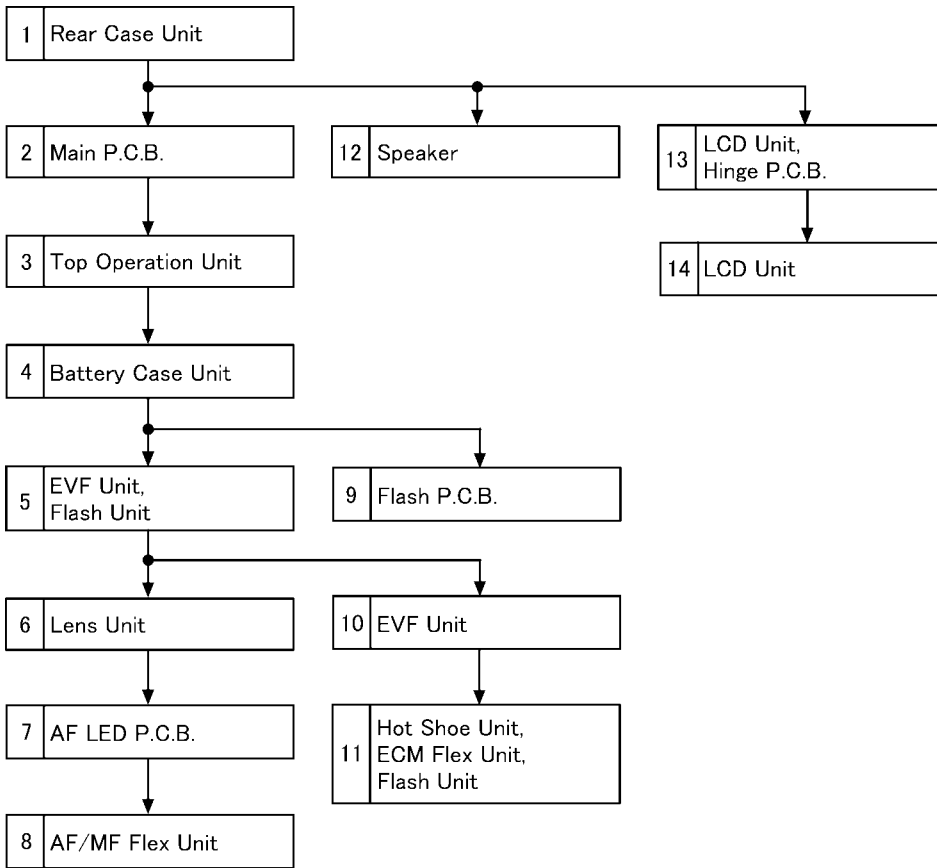 1 Rear Case Unit
2 Main P.C.B.
12 Speaker
13 LCD Unit,
Hinge P.C.B.
3 Top Operation Unit
14 LCD Unit
4 Battery Case Unit
5 EVF Unit,
Flash Unit
9 Flash P.C.B.
6 Lens Unit
10 EVF Unit
7 AF LED P.C.B.
11 Hot Shoe Unit,
ECM Flex Unit,
Flash Unit
8 AF/MF Flex Unit